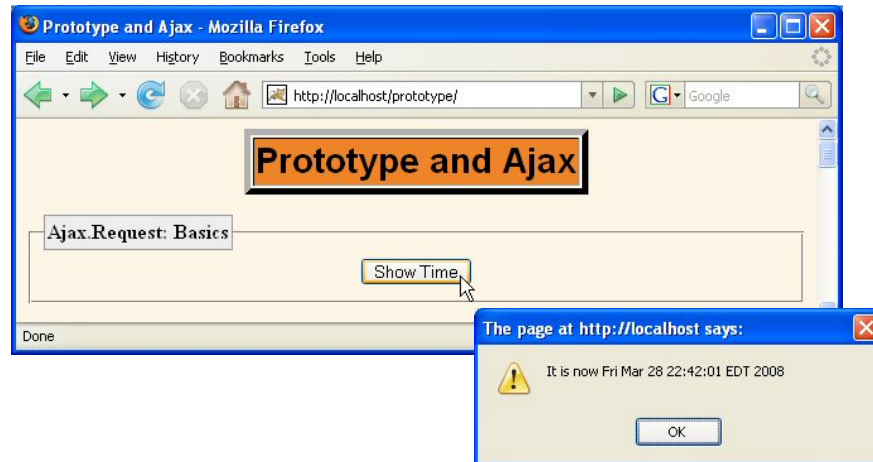 Prototype and Ajax - Mozilla Firefox
File Edit View History Bookmarks Tools Help
http://localhost/prototype/ G Google
Prototype and Ajax
Ajax.Request: Basics
Show Time
Done
The page at http://localhost says:
It is now Fri Mar 28 22:42:01 EDT 2008
OK